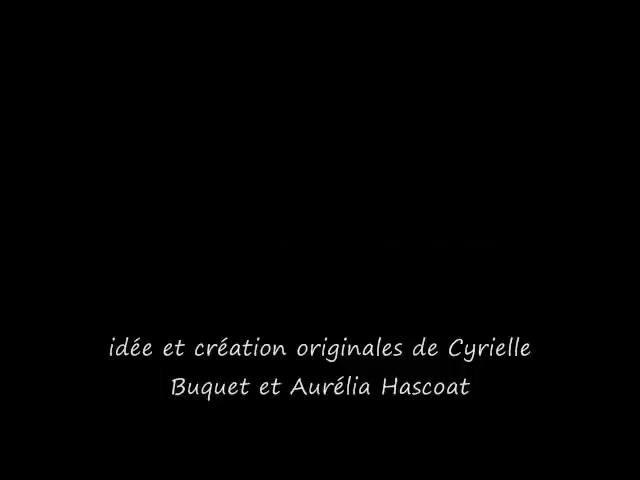 idée et création originales de Cyrielle
Buquet et Aurélia Hascoat